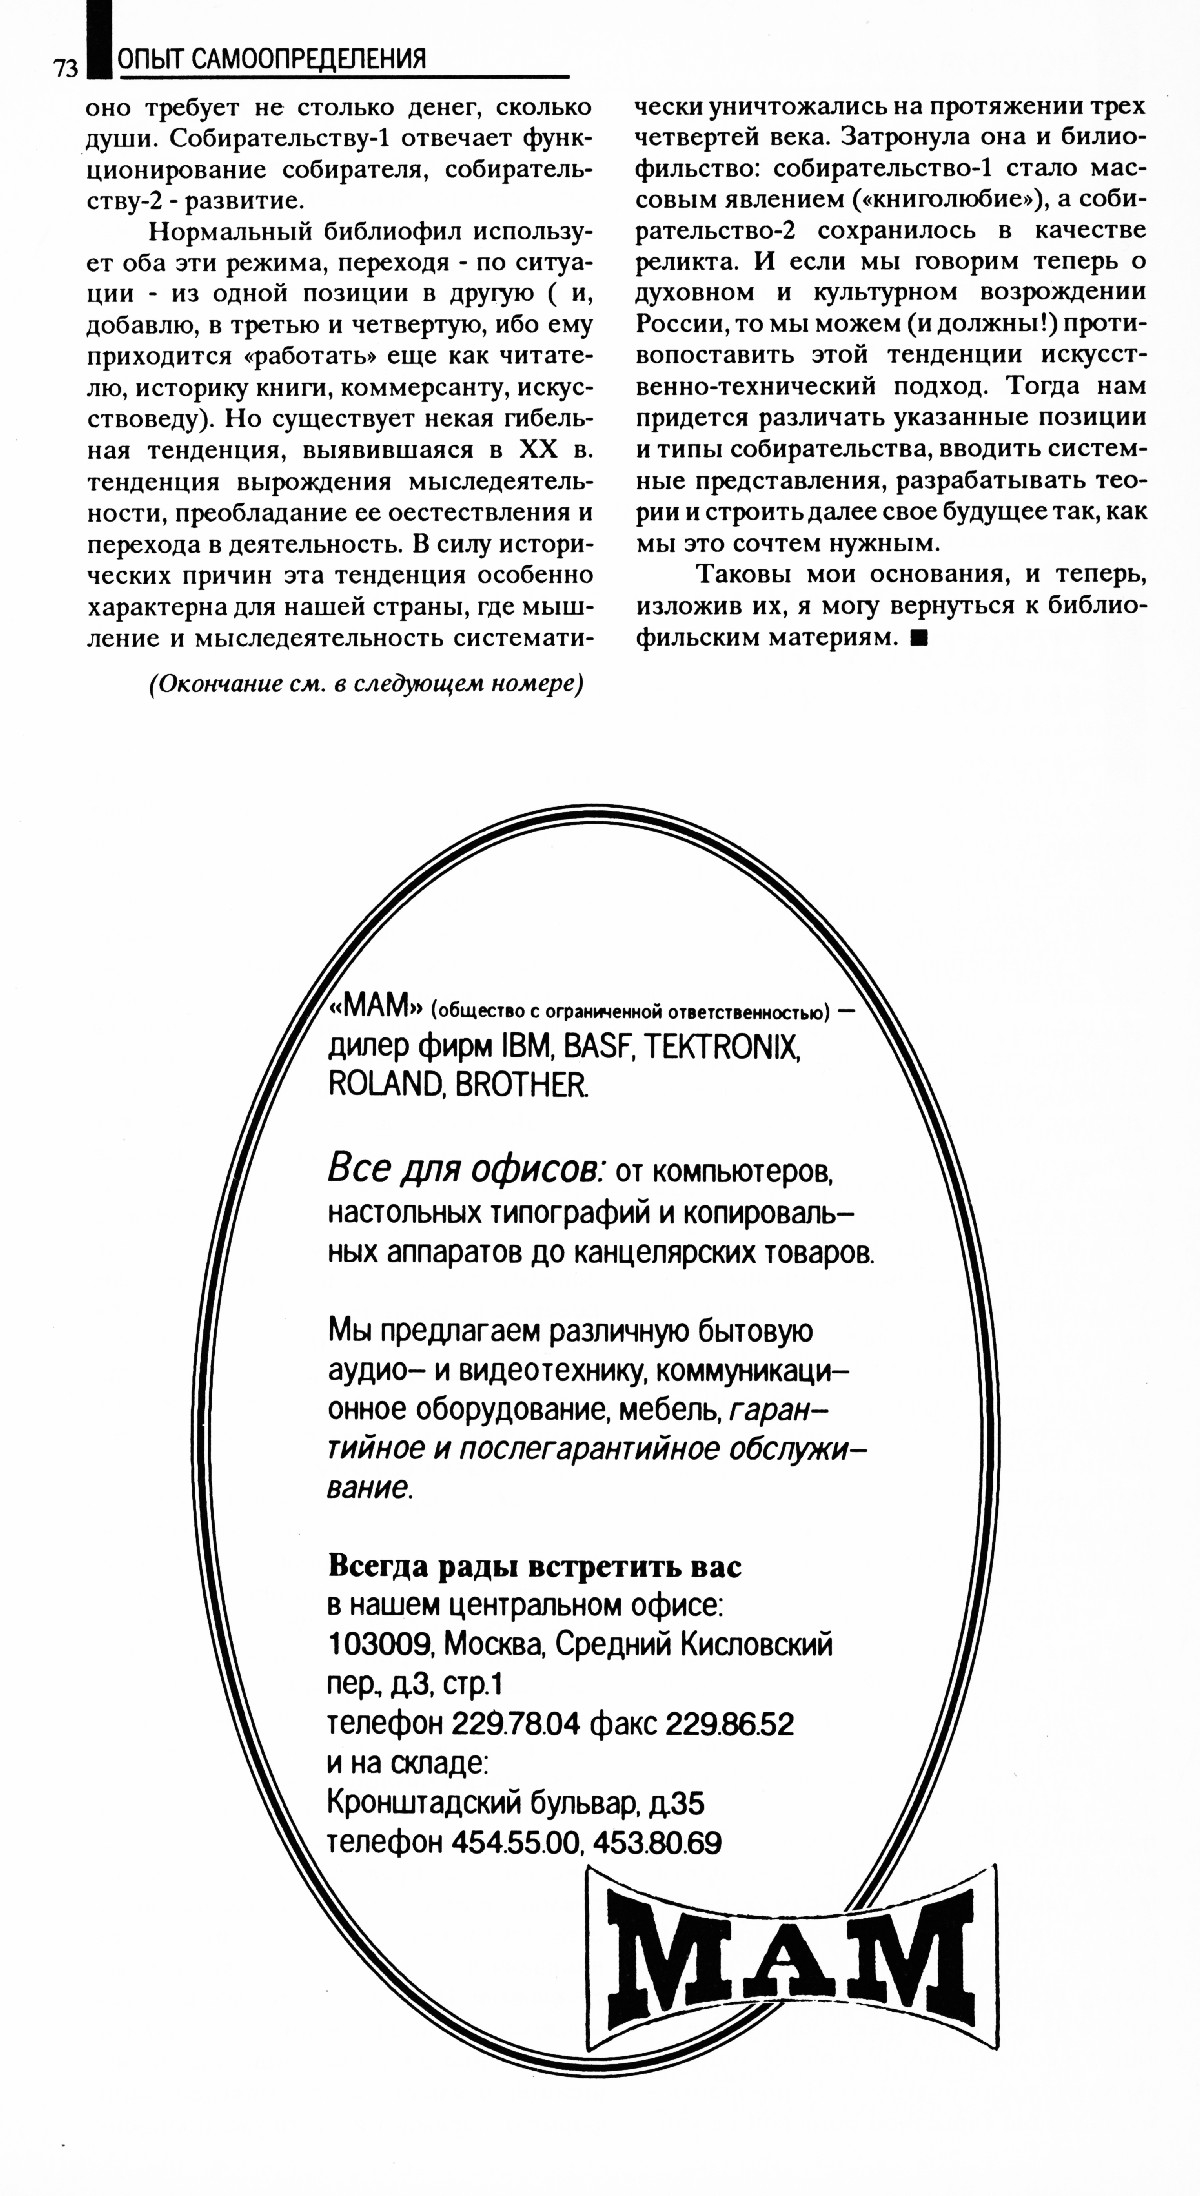 73
ОПЫТ САМООПРЕДЕЛЕНИЯ
оно требует не столько денег, сколько
души. Собирательству-1 отвечает функ-
ционирование собирателя, собиратель-
ству-2 - развитие.
Нормальный библиофил использу-
ет оба эти режима, переходя - по ситуа-
ции - из одной позиции в другую ( и,
добавлю, в третью и четвертую, ибо ему
приходится «работать» еще как читате-
лю, историку книги, коммерсанту, искус-
ствоведу). Но существует некая гибель-
ная тенденция, выявившаяся в XX в.
тенденция вырождения мыследеятель-
ности, преобладание ее оестествления и
перехода в деятельность. В силу истори-
ческих причин эта тенденция особенно
характерна для нашей страны, где мыш-
ление и мыследеятельность системати-
чески уничтожались на протяжении трех
четвертей века. Затронула она и билио-
фильство: собирательство-1 стало мас-
совым явлением («книголюбие»), а соби-
рательство-2 сохранилось в качестве
реликта. И если мы говорим теперь о
духовном и культурном возрождении
России, то мы можем (и должны!) проти-
вопоставить этой тенденции искусст-
венно-технический подход. Тогда нам
придется различать указанные позиции
и типы собирательства, вводить систем-
ные представления, разрабатывать тео-
рии и строить далее свое будущее так, как
мы это сочтем нужным.
Таковы мои основания, и теперь,
изложив их, я могу вернуться к библио-
фильским материям. ■
(Окончание см. в следующем номере)
«МАМ» (общество с ограниченной ответственностью) —
дилер фирм IBM, BASF, TEKTRONIX,
ROLAND, BROTHER.
Все для офисов: от компьютеров,
настольных типографий и копироваль-
ных аппаратов до канцелярских товаров.
Мы предлагаем различную бытовую
аудио- и видеотехнику, коммуникаци-
онное оборудование, мебель, гаран-
тийное и послегарантийное обслужи-
вание.
Всегда рады встретить вас
в нашем центральном офисе:
103009, Москва, Средний Кисловский
пер., д.3, стр.1
телефон 229.78.04 факс 229.86.52
и на складе:
Кронштадский бульвар, д.35
телефон 454.55.00, 453.80.69
МАМ